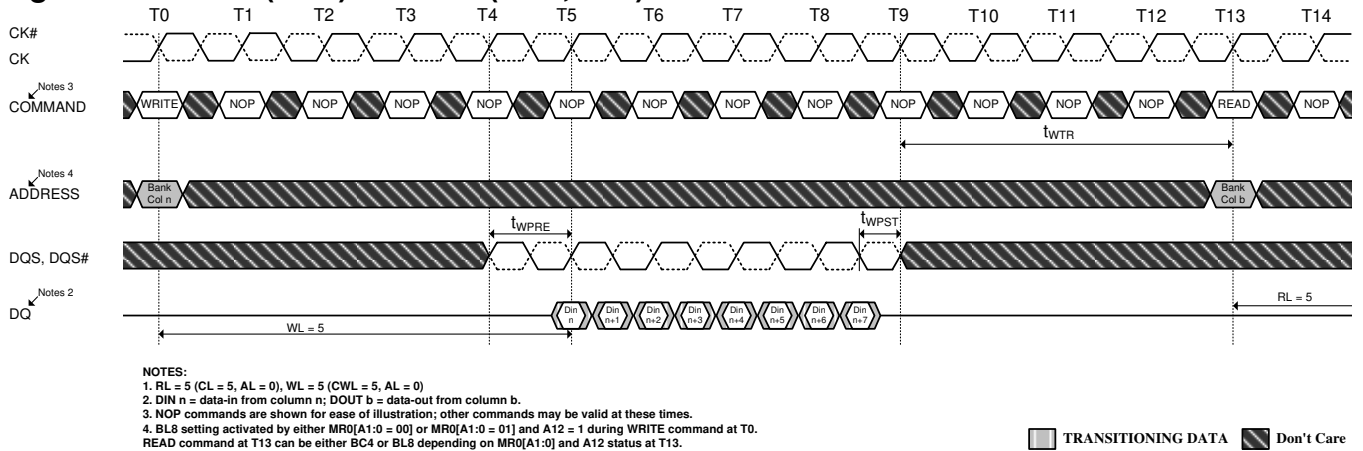 T0 T1 T2 T3 T4 T5 T6 T7 T8 T9 T10 T11 T12 T13 T14
CK#
CK
Notes 3
COMMAND
WRITE NOP NOP NOP NOP NOP NOP NOP NOP NOP NOP NOP NOP READ NOP
tWTR
Notes 4
ADDRESS
Bank
Col n
Bank
Col b
tWPRE
tWPST
DQS, DQS#
Notes 2
DQ
Din
n
Din
n+1
Din
n+2
Din
n+3
Din
n+4
Din
n+5
Din
n+6
Din
n+7
RL = 5
WL = 5
NOTES:
1. RL = 5 (CL = 5, AL = 0), WL = 5 (CWL = 5, AL = 0)
2. DIN n = data-in from column n; DOUT b = data-out from column b.
3. NOP commands are shown for ease of illustration; other commands may be valid at these times.
4. BL8 setting activated by either MR0[A1:0 = 00] or MR0[A1:0 = 01] and A12 = 1 during WRITE command at T0.
READ command at T13 can be either BC4 or BL8 depending on MR0[A1:0] and A12 status at T13.
TRANSITIONING DATA Don't Care